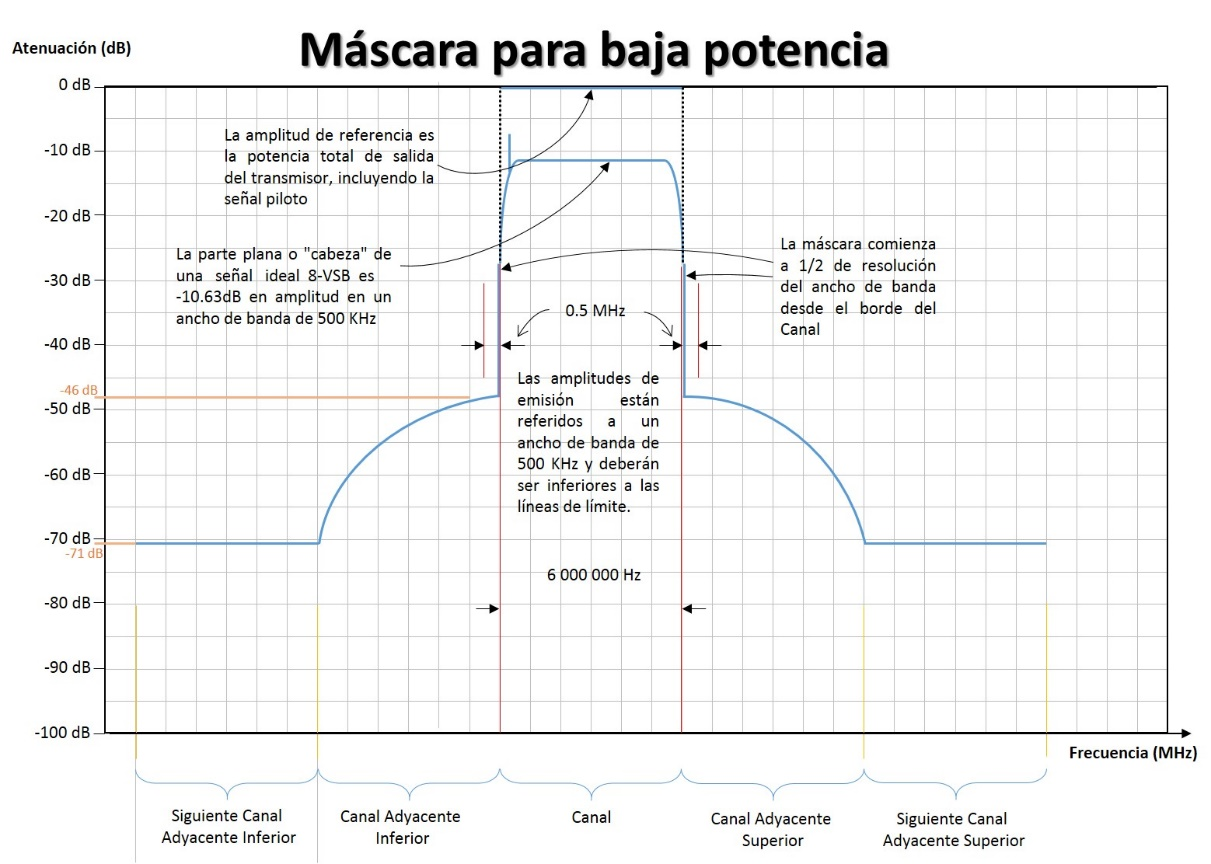 Máscara para baja potencia
Atenuación (dB)
0 dB
-10 dB
-20 dB
-30 dB
-40 dB
-46 dB
-50 dB
-60 dB
-70 dB
-71 dB
-80 dB
-90 dB
-100 dB
La amplitud de referencia es
la potencia total de salida
del transmisor, incluyendo la
señal piloto
La parte plana o "cabeza" de
una señal ideal 8-VSB es
-10.63dB en amplitud en un
ancho de banda de 500 KHz
La máscara comienza
a 1/2 de resolución
del ancho de banda
desde el borde del
Canal
0.5 MHz
Las amplitudes de
emisión están
referidos a un
ancho de banda de
500 KHz y deberán
ser inferiores a las
líneas de límite.
6 000 000 Hz
Frecuencia (MHz)
Siguiente Canal
Adyacente Inferior
Canal Adyacente
Inferior
Canal
Canal Adyacente
Superior
Siguiente Canal
Adyacente Superior